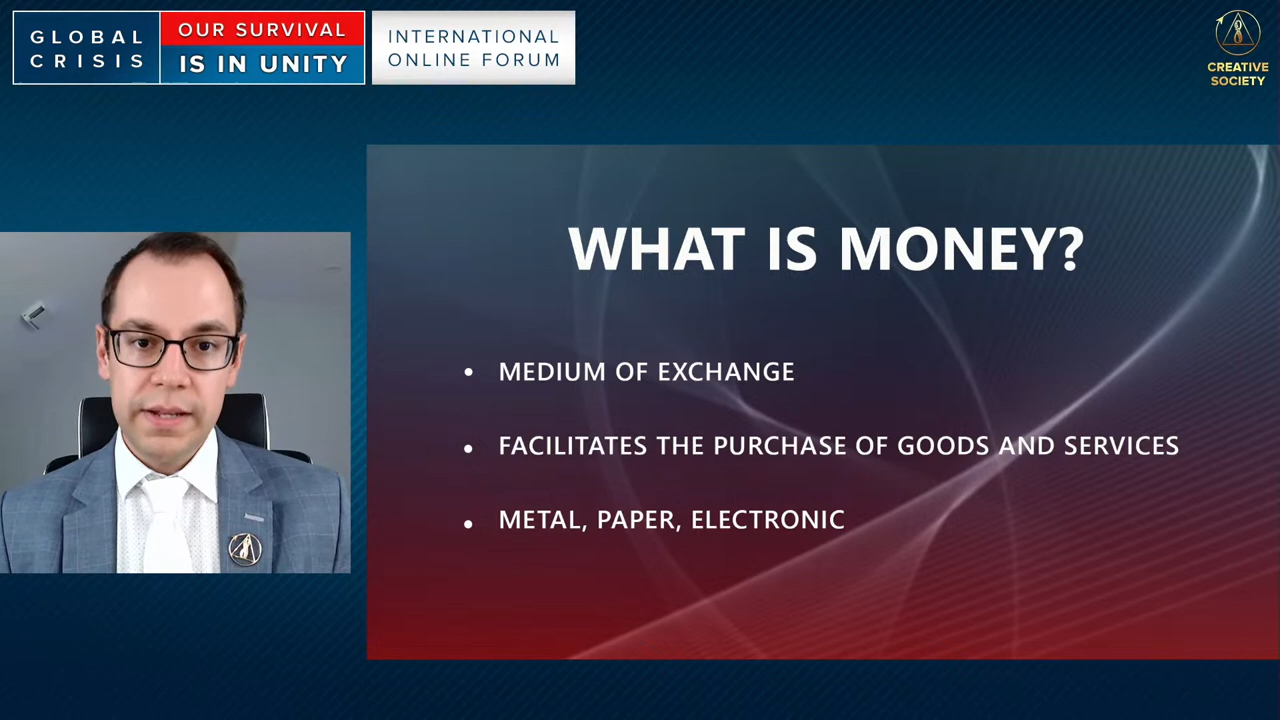 GLOBAL
CRISIS
OUR SURVIVAL
IS IN UNITY
INTERNATIONAL
ONLINE FORUM
CREATIVE
SOCIETY
WHAT IS MONEY?
• MEDIUM OF EXCHANGE
• FACILITATES THE PURCHASE OF GOODS AND SERVICES
• METAL, PAPER, ELECTRONIC